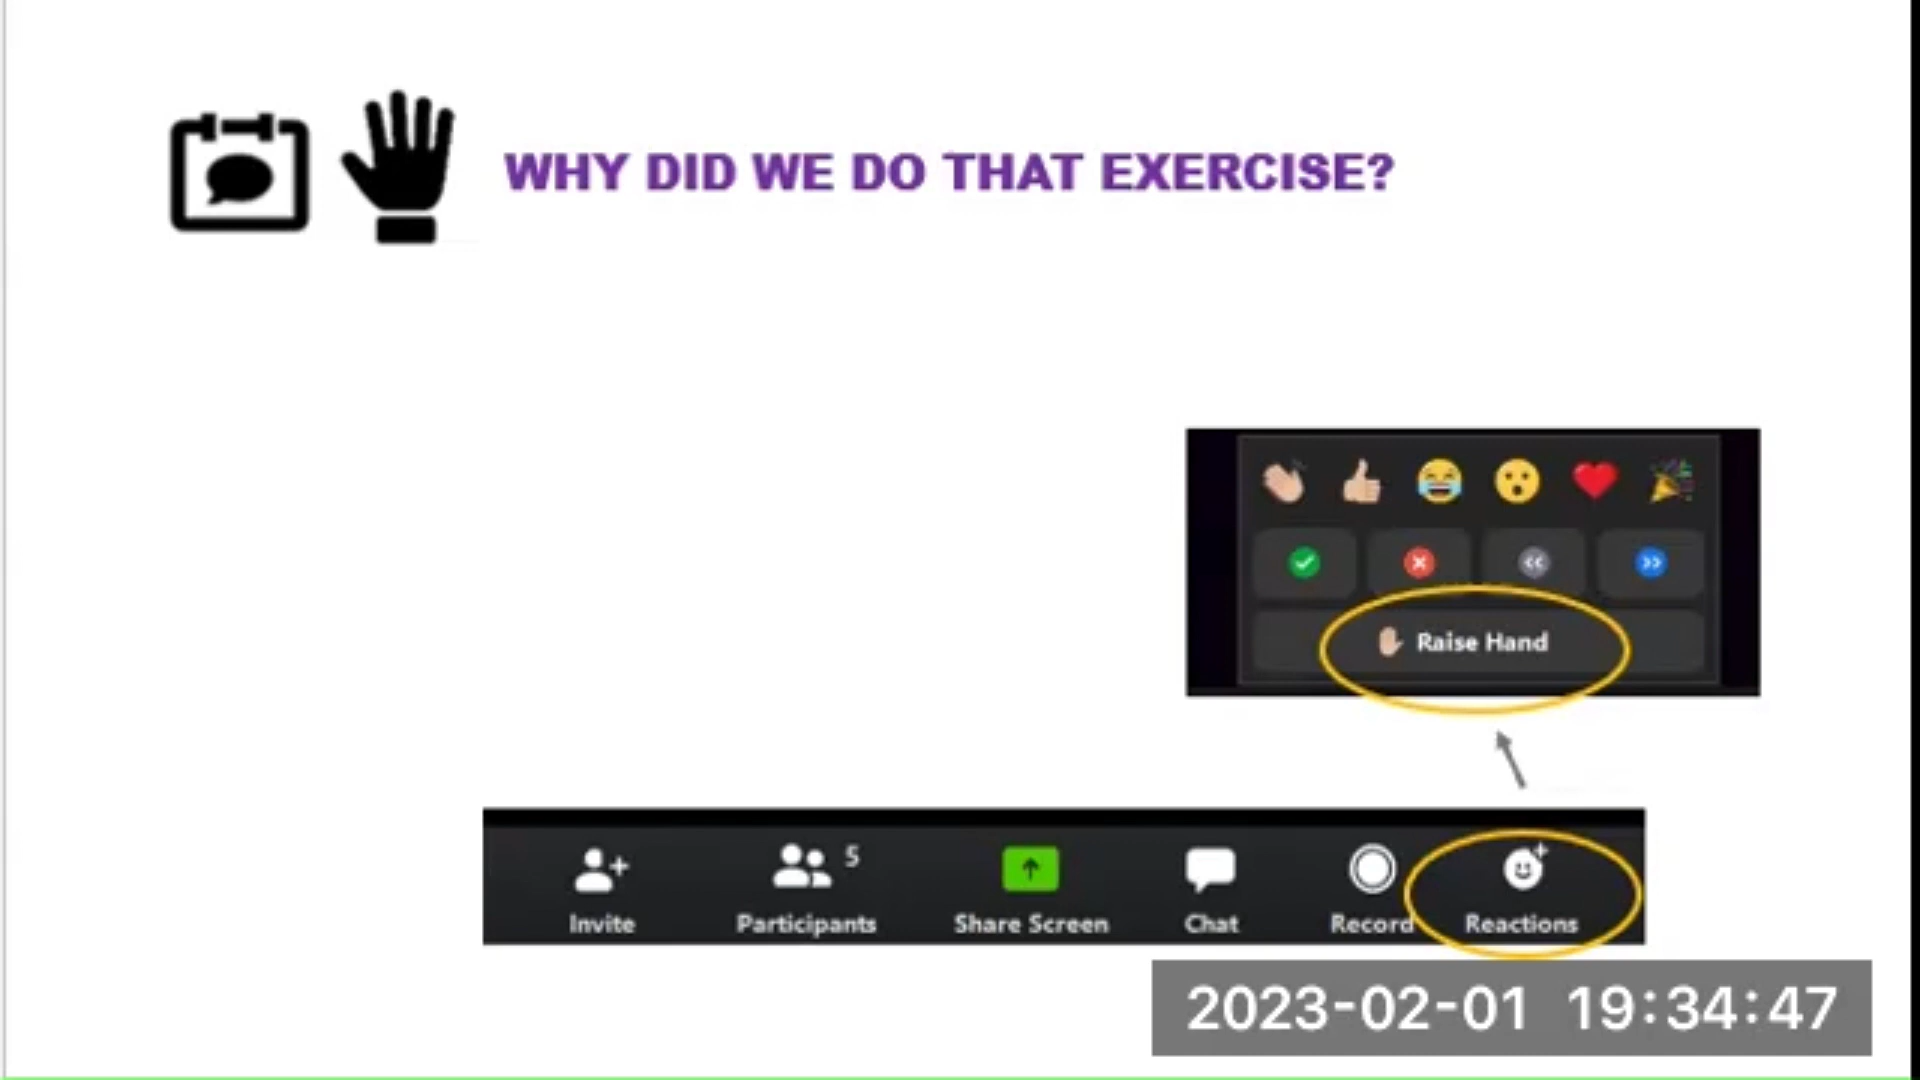 WHY DID WE DO THAT EXERCISE?
Raise Hand
5
Invite Participants Share Screen Chat Record Reactions
2023-02-01 19:34:47